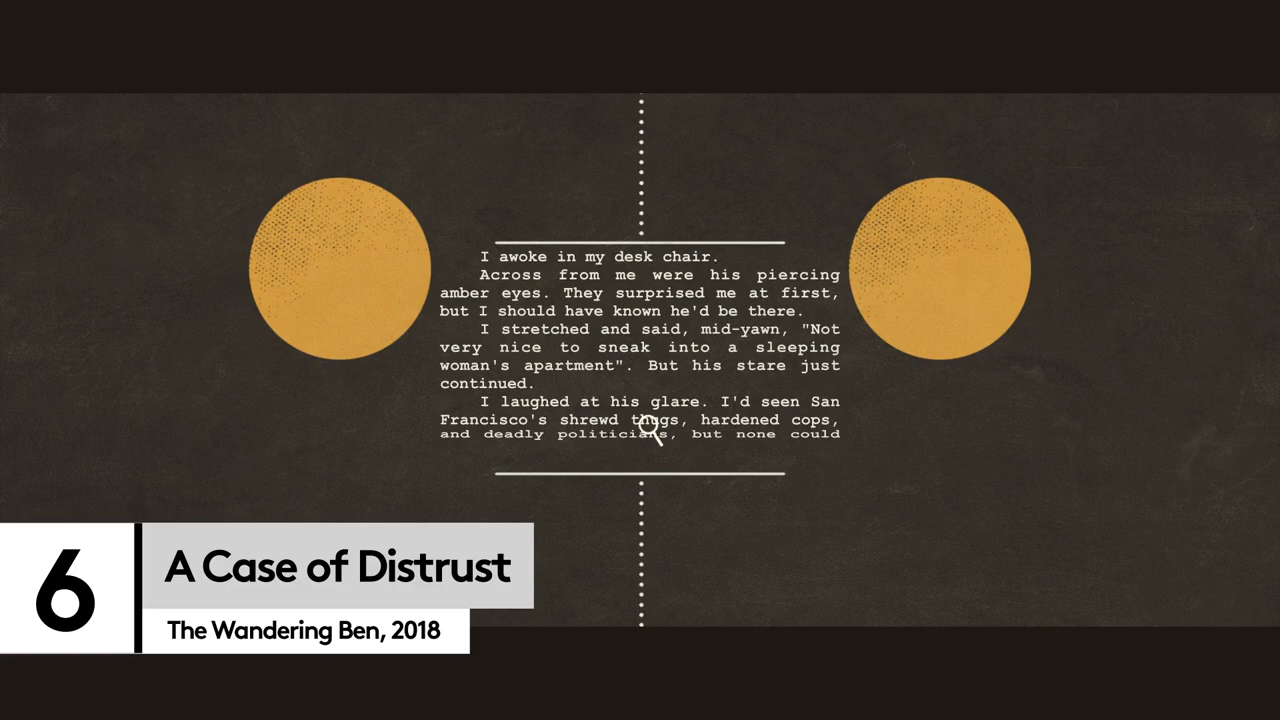 I awoke in my desk chair.
Across from me were his piercing
amber eyes. They surprised me at first,
but I should have known he'd be there.
I stretched and said, mid-yawn, "Not
very nice to sneak into a sleeping
woman's apartment". But his stare just
continued.
I laughed at his glare. I'd seen San
Francisco's shrewd thugs, hardened cops,
and deadly politicians, but none could
6
A Case of Distrust
The Wandering Ben, 2018